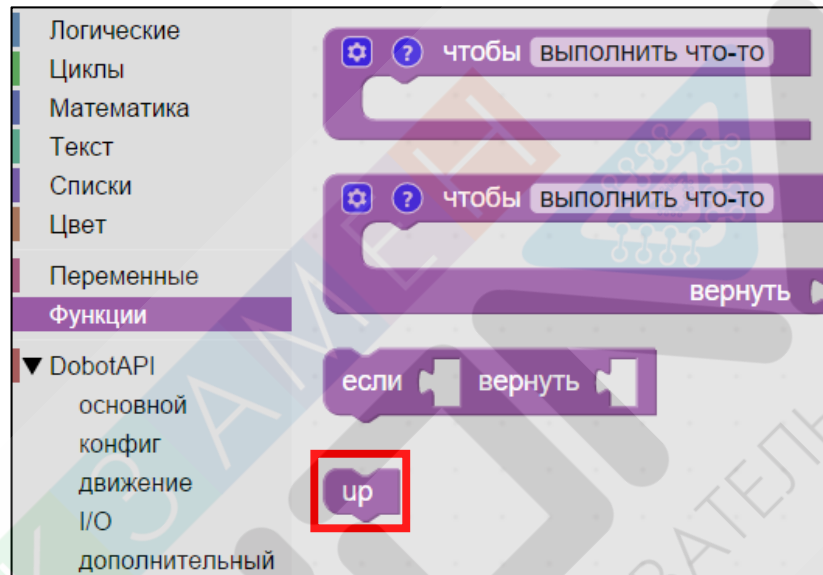 Логические
Циклы
Математика
Текст
Списки
Цвет
Переменные
Функции
DobotAPI
основной
конфиг
движение
I/O
дополнительный
? чтобы выполнить что-то
? чтобы выполнить что-то
вернуть
если вернуть
up
ЭКЗАМЕН